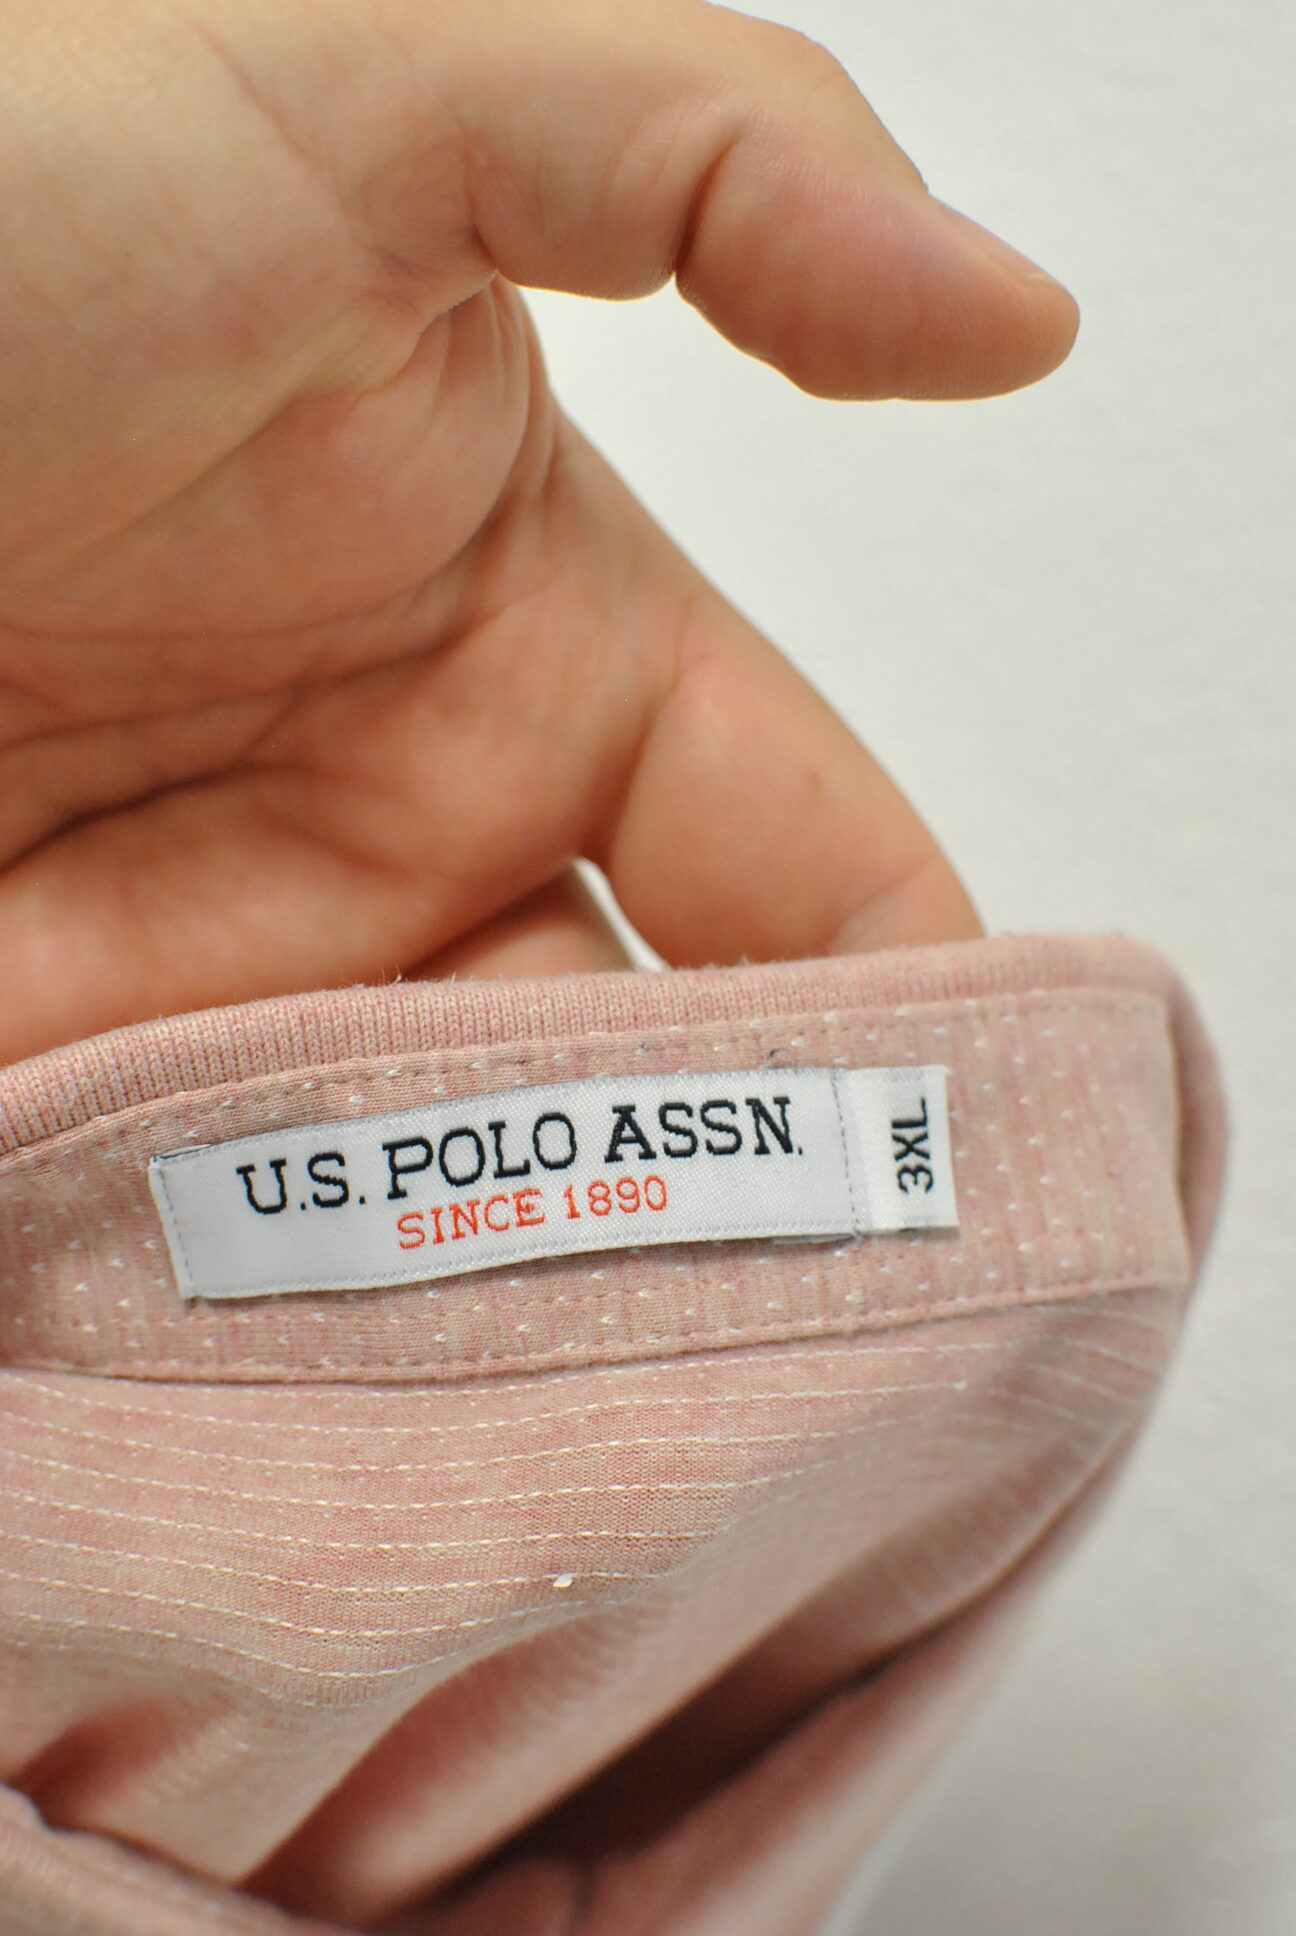 U.S. POLO ASSN.
SINCE 1890
3XL